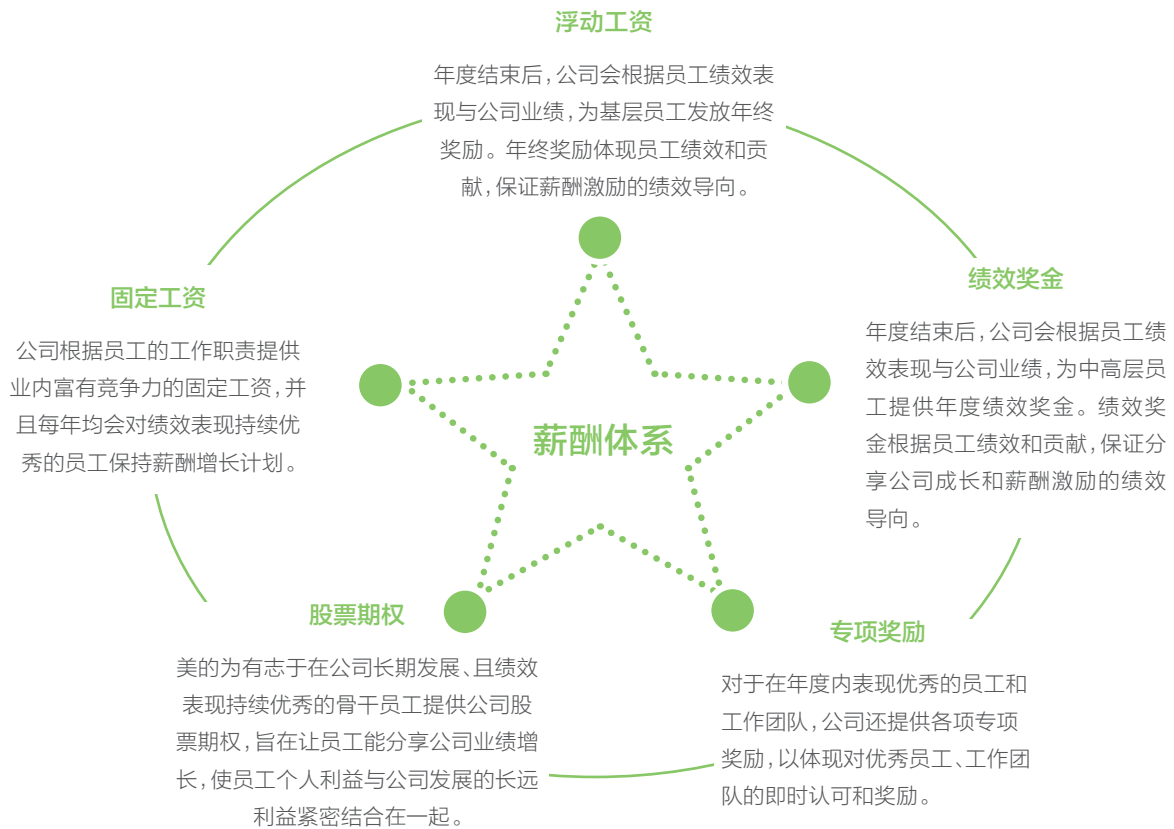 浮动工资
年度结束后,公司会根据员工绩效表
现与公司业绩,为基层员工发放年终
奖励。年终奖励体现员工绩效和贡
献,保证薪酬激励的绩效导向。
绩效奖金
年度结束后,公司会根据员工绩
效表现与公司业绩,为中高层员
工提供年度绩效奖金。绩效奖
金根据员工绩效和贡献,保证分
享公司成长和薪酬激励的绩效
导向。
固定工资
公司根据员工的工作职责提供
业内富有竞争力的固定工资,并
且每年均会对绩效表现持续优
秀的员工保持薪酬增长计划。
薪酬体系
股票期权
美的为有志于在公司长期发展、且绩效
表现持续优秀的骨干员工提供公司股
票期权,旨在让员工能分享公司业绩增
长,使员工个人利益与公司发展的长远
利益紧密结合在一起。
专项奖励
对于在年度内表现优秀的员工和
工作团队,公司还提供各项专项
奖励,以体现对优秀员工、工作团
队的即时认可和奖励。